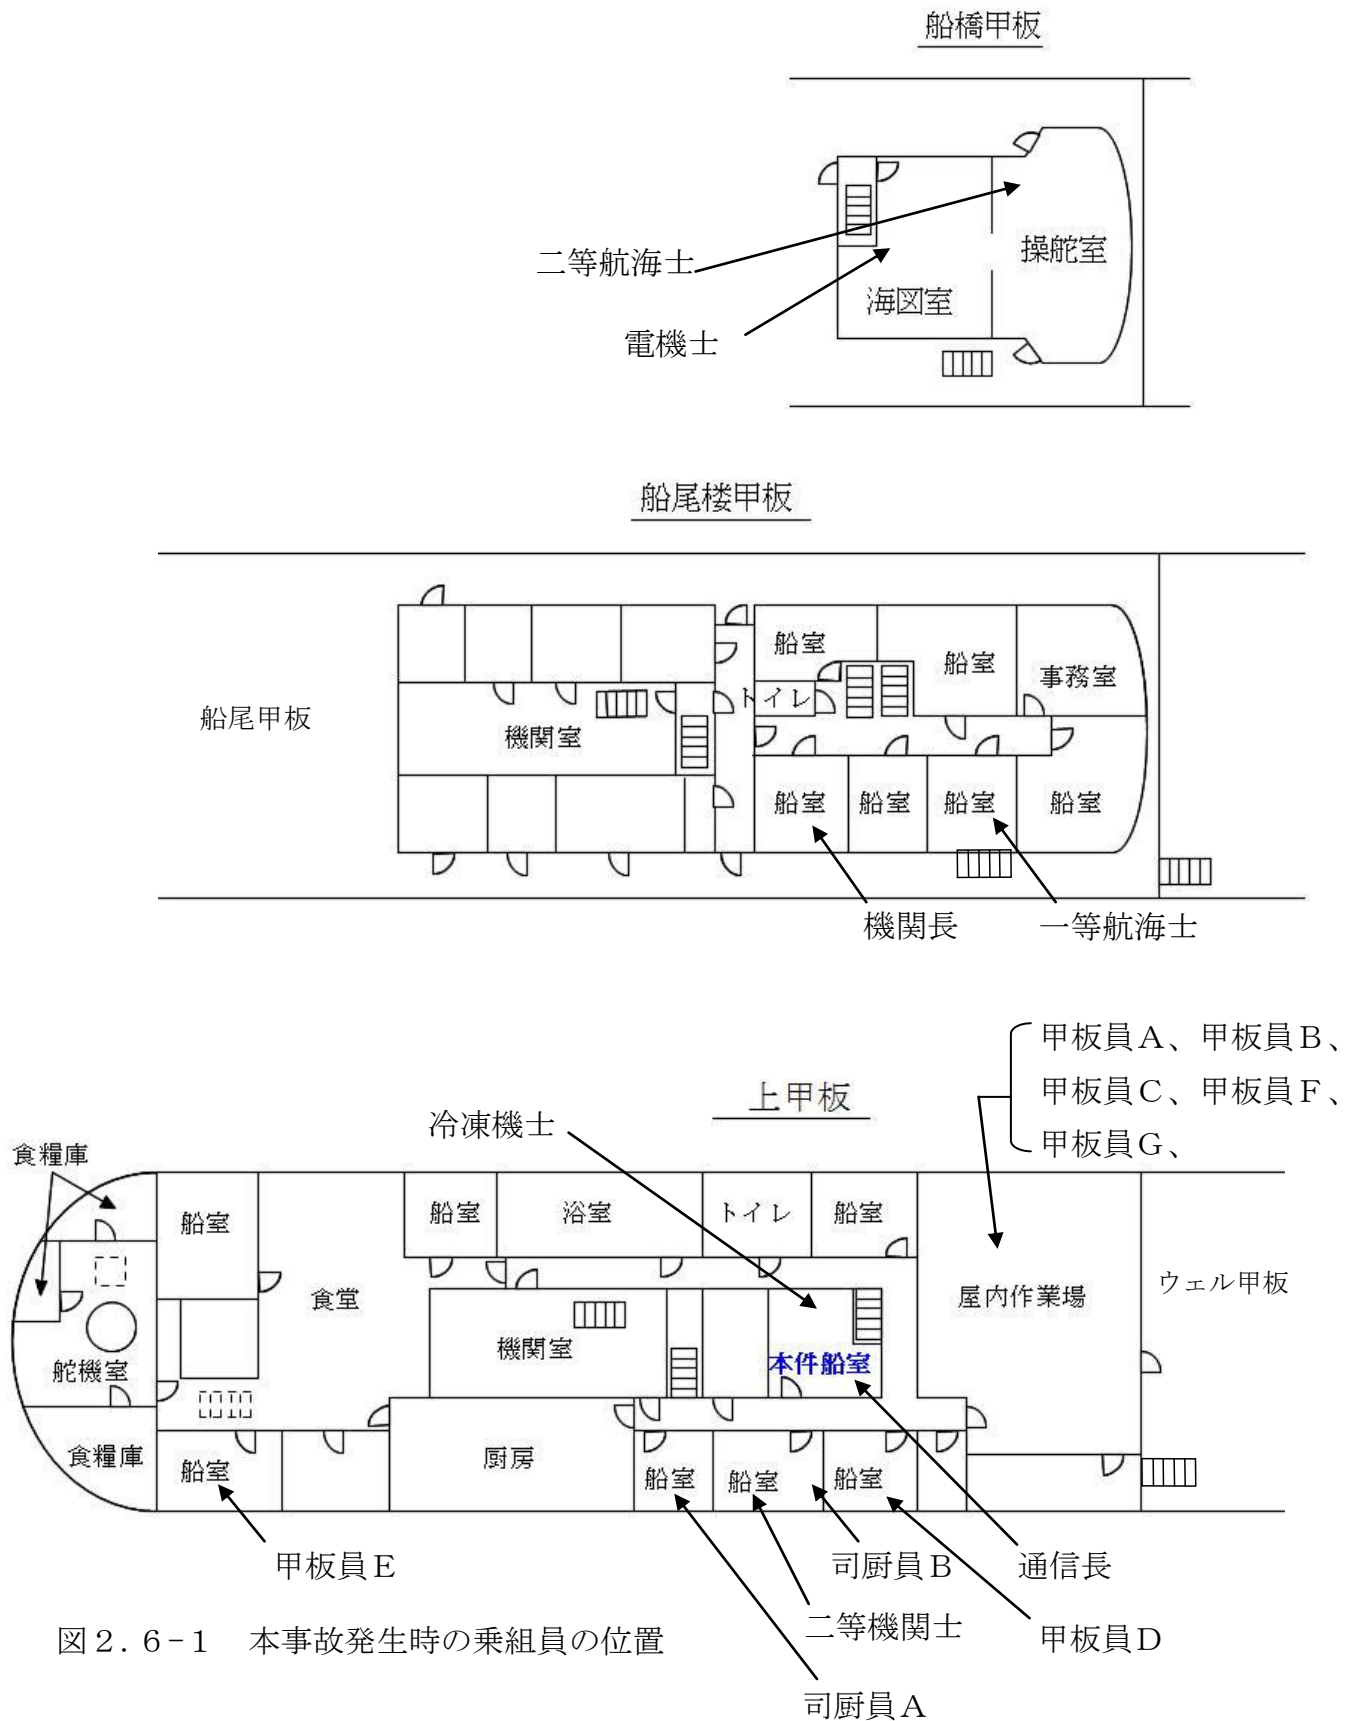 船橋甲板
操舵室
二等航海士
海図室
電機士
船尾楼甲板
船室
船室
事務室
トイレ
船尾甲板
機関室
船室
船室
船室
船室
機関長
一等航海士
甲板員A、甲板員B、
甲板員C、甲板員F、
甲板員G、
上甲板
冷凍機士
食糧庫
船室
船室
浴室
トイレ
船室
ウェル甲板
食堂
屋内作業場
機関室
舵機室
本件船室
食糧庫
船室
厨房
船室
船室
船室
甲板員E
司厨員B
通信長
二等機関士
甲板員D
図2.6-1 本事故発生時の乗組員の位置
司厨員A